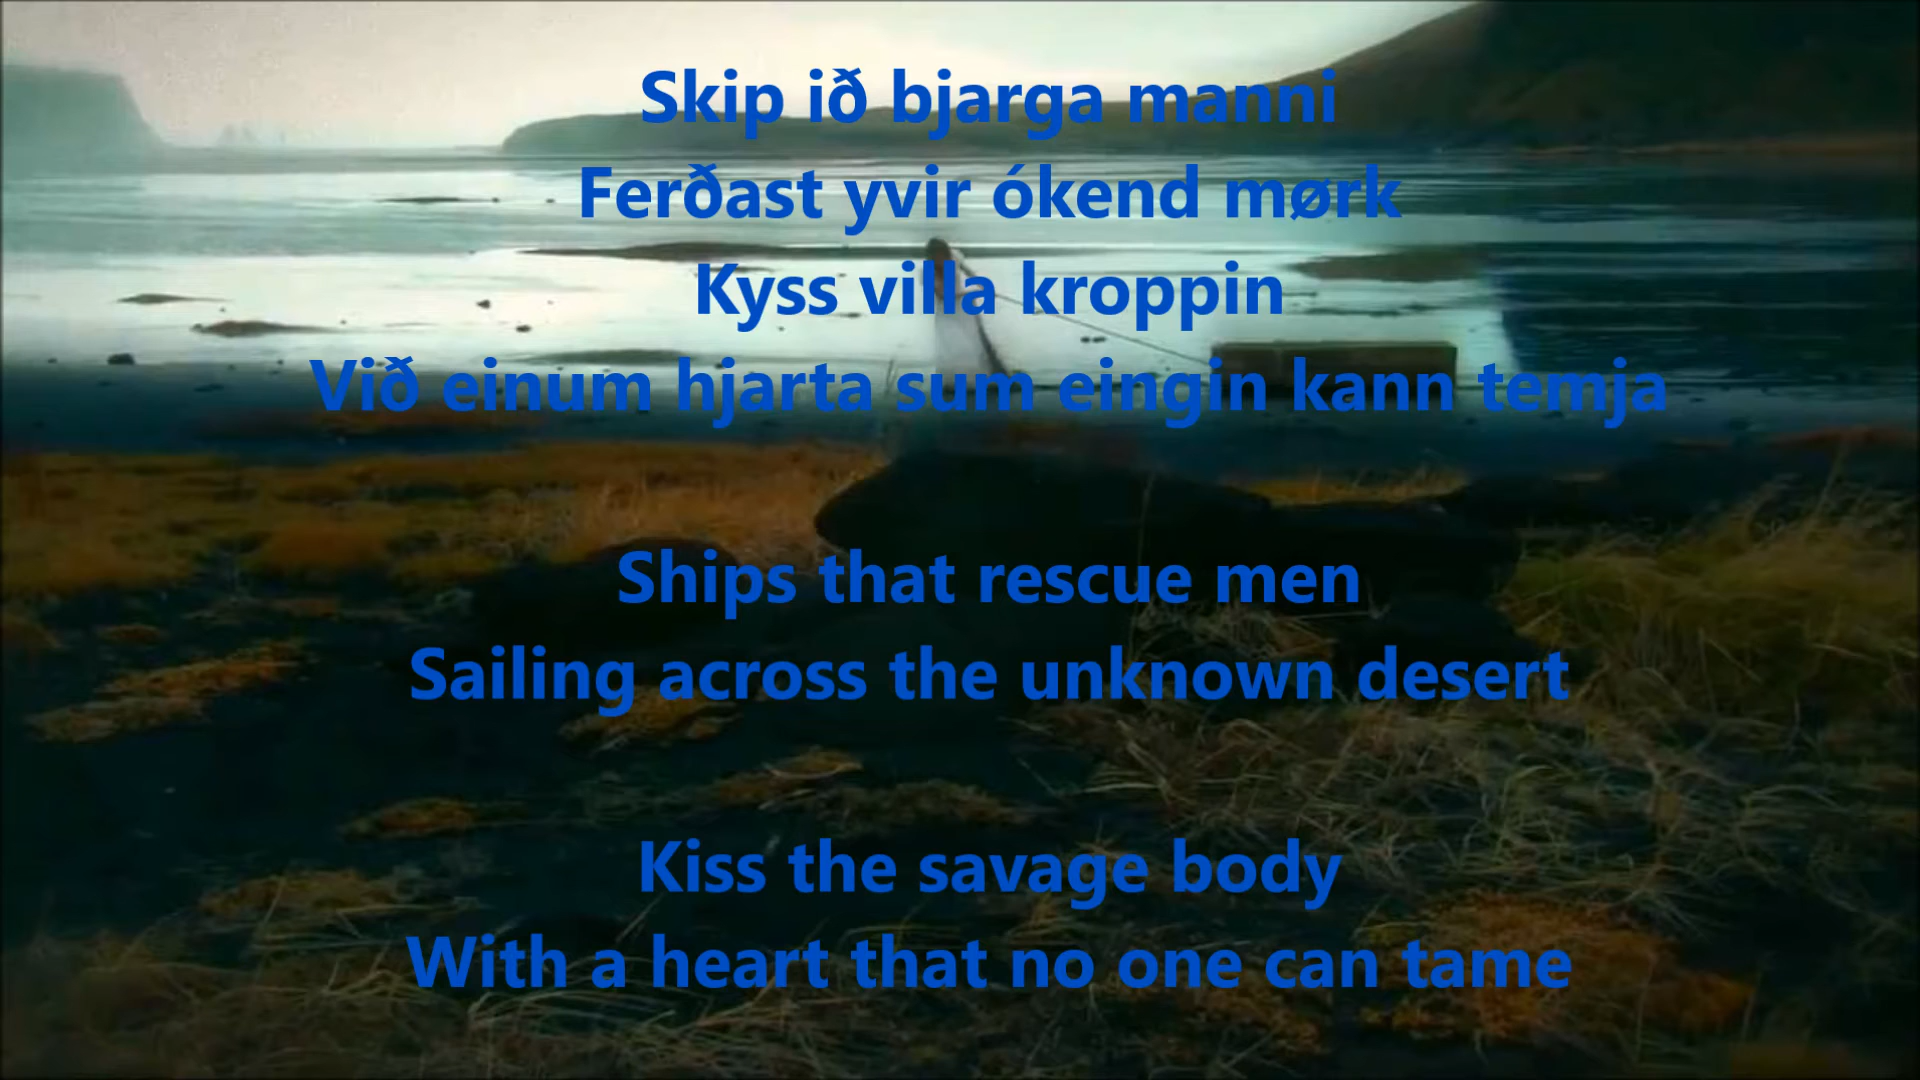 Skip ið bjarga manni
Ferðast yvir ókend mørk
Kyss villa kroppin
Við einum hjarta sum eingin kann temja
Ships that rescue men
Sailing across the unknown desert
Kiss the savage body
With a heart that no one can tame